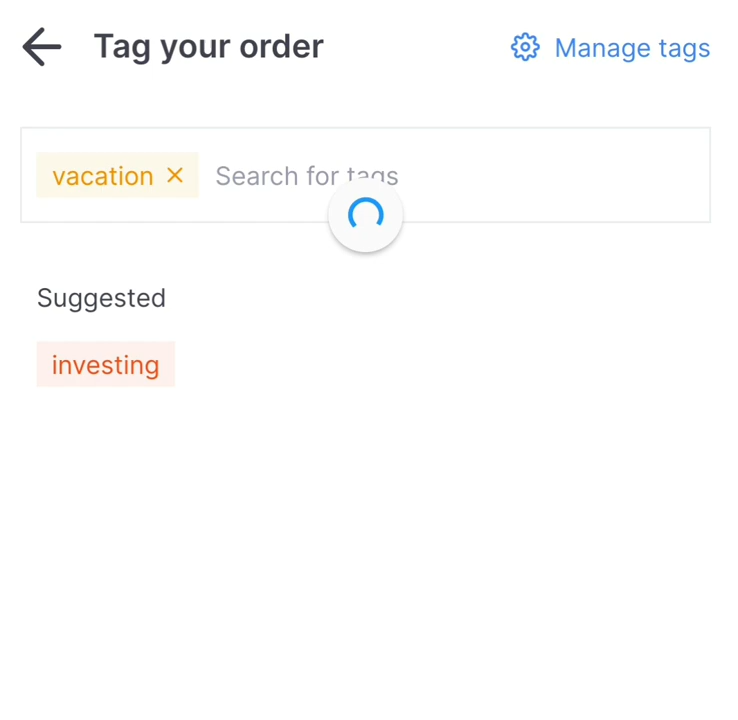 Tag your order
Manage tags
vacation
Search for tags
Suggested
investing